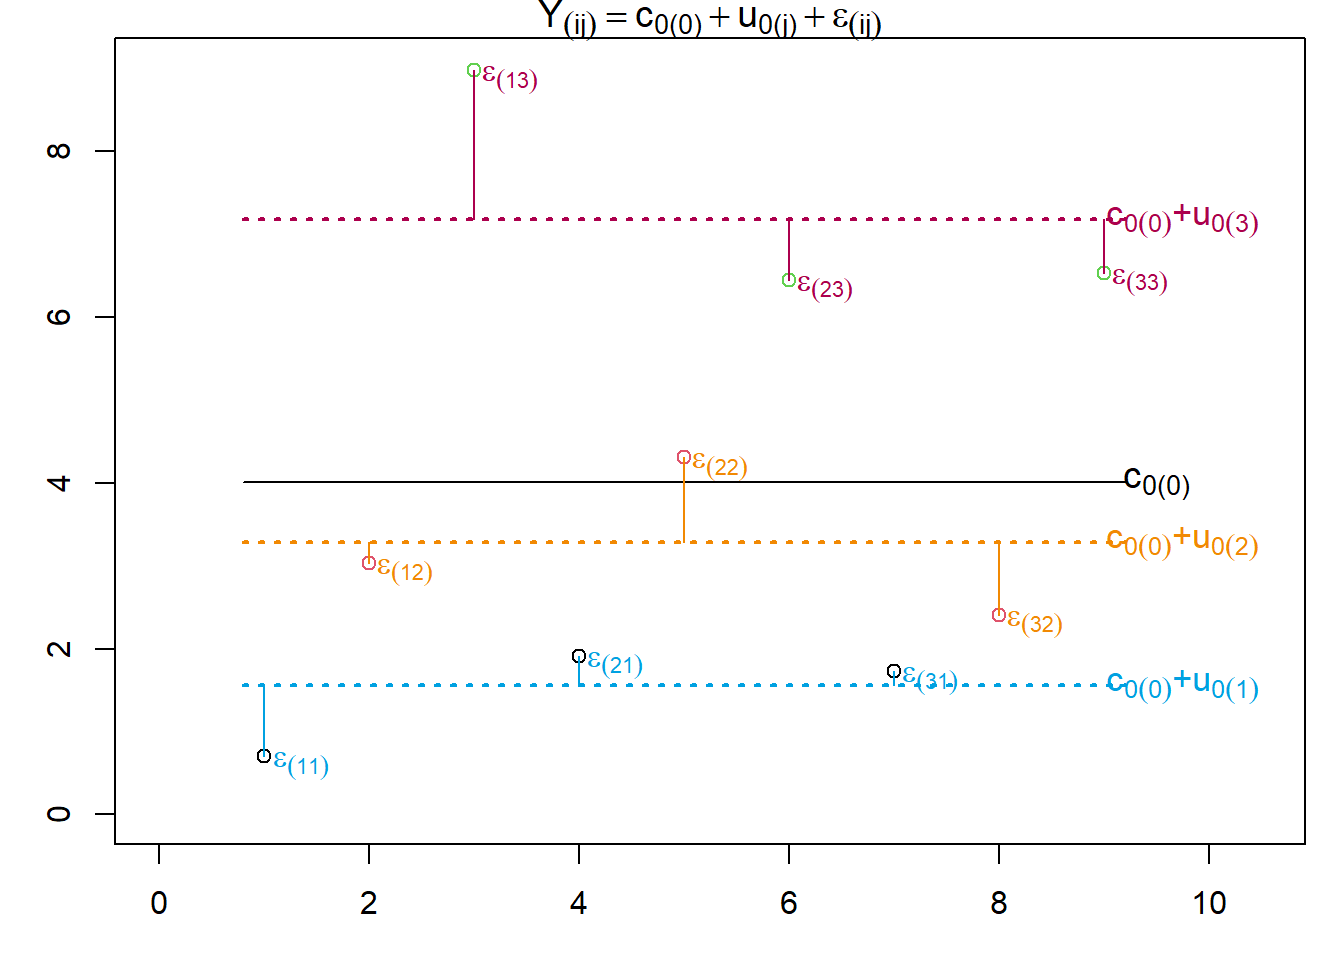 Y(ij) = c0(0) + u0(j) + ε(ij)
ε(13)
8
c0(0)+u0(3)
ε(23)
ε(33)
6
ε(22)
4
c0(0)
c0(0)+u0(2)
ε(12)
ε(32)
2
ε(21)
ε(31)
c0(0)+u0(1)
ε(11)
0
0 2 4 6 8 10